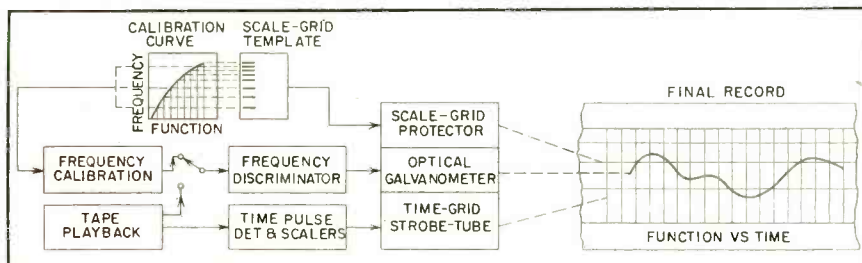 CALIBRATION
CURVE
SCALE-GRID
TEMPLATE
FREQUENCY
FUNCTION
FINAL RECORD
SCALE-GRID
PROTECTOR
FREQUENCY
CALIBRATION
FREQUENCY
DISCRIMINATOR
OPTICAL
GALVANOMETER
TAPE
PLAYBACK
TIME PULSE
DET & SCALERS
TIME-GRID
STROBE-TUBE
FUNCTION VS TIME